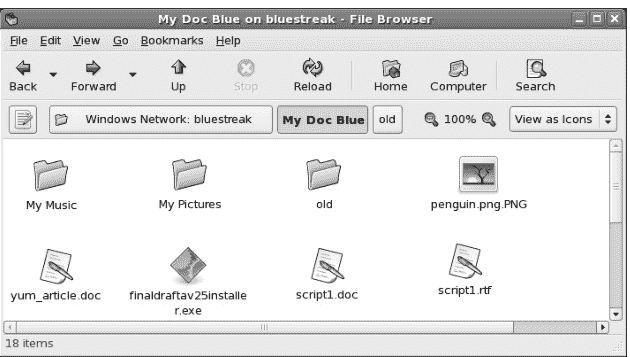 My Doc Blue on bluestreak - File Browser
File Edit View Go Bookmarks Help
Back Forward Up Stop Reload Home Computer Search
Windows Network: bluestreak My Doc Blue old 100% View as Icons
My Music My Pictures old penguin.png.PNG
yum_article.doc finaldraftav25installe script1.doc script1.rtf
r.exe
18 items